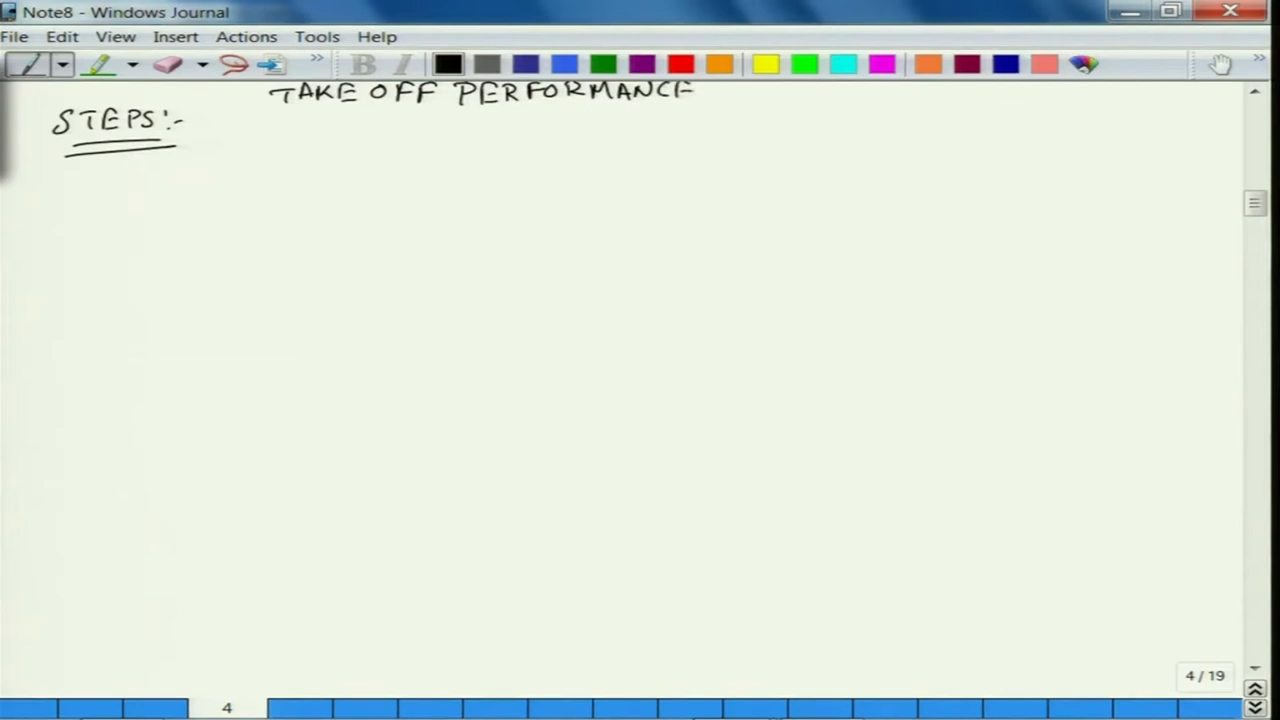 Note8 - Windows Journal
File Edit View Insert Actions Tools Help
B I
TAKE OFF PERFORMANCE
STEPS:-
4 / 19
4